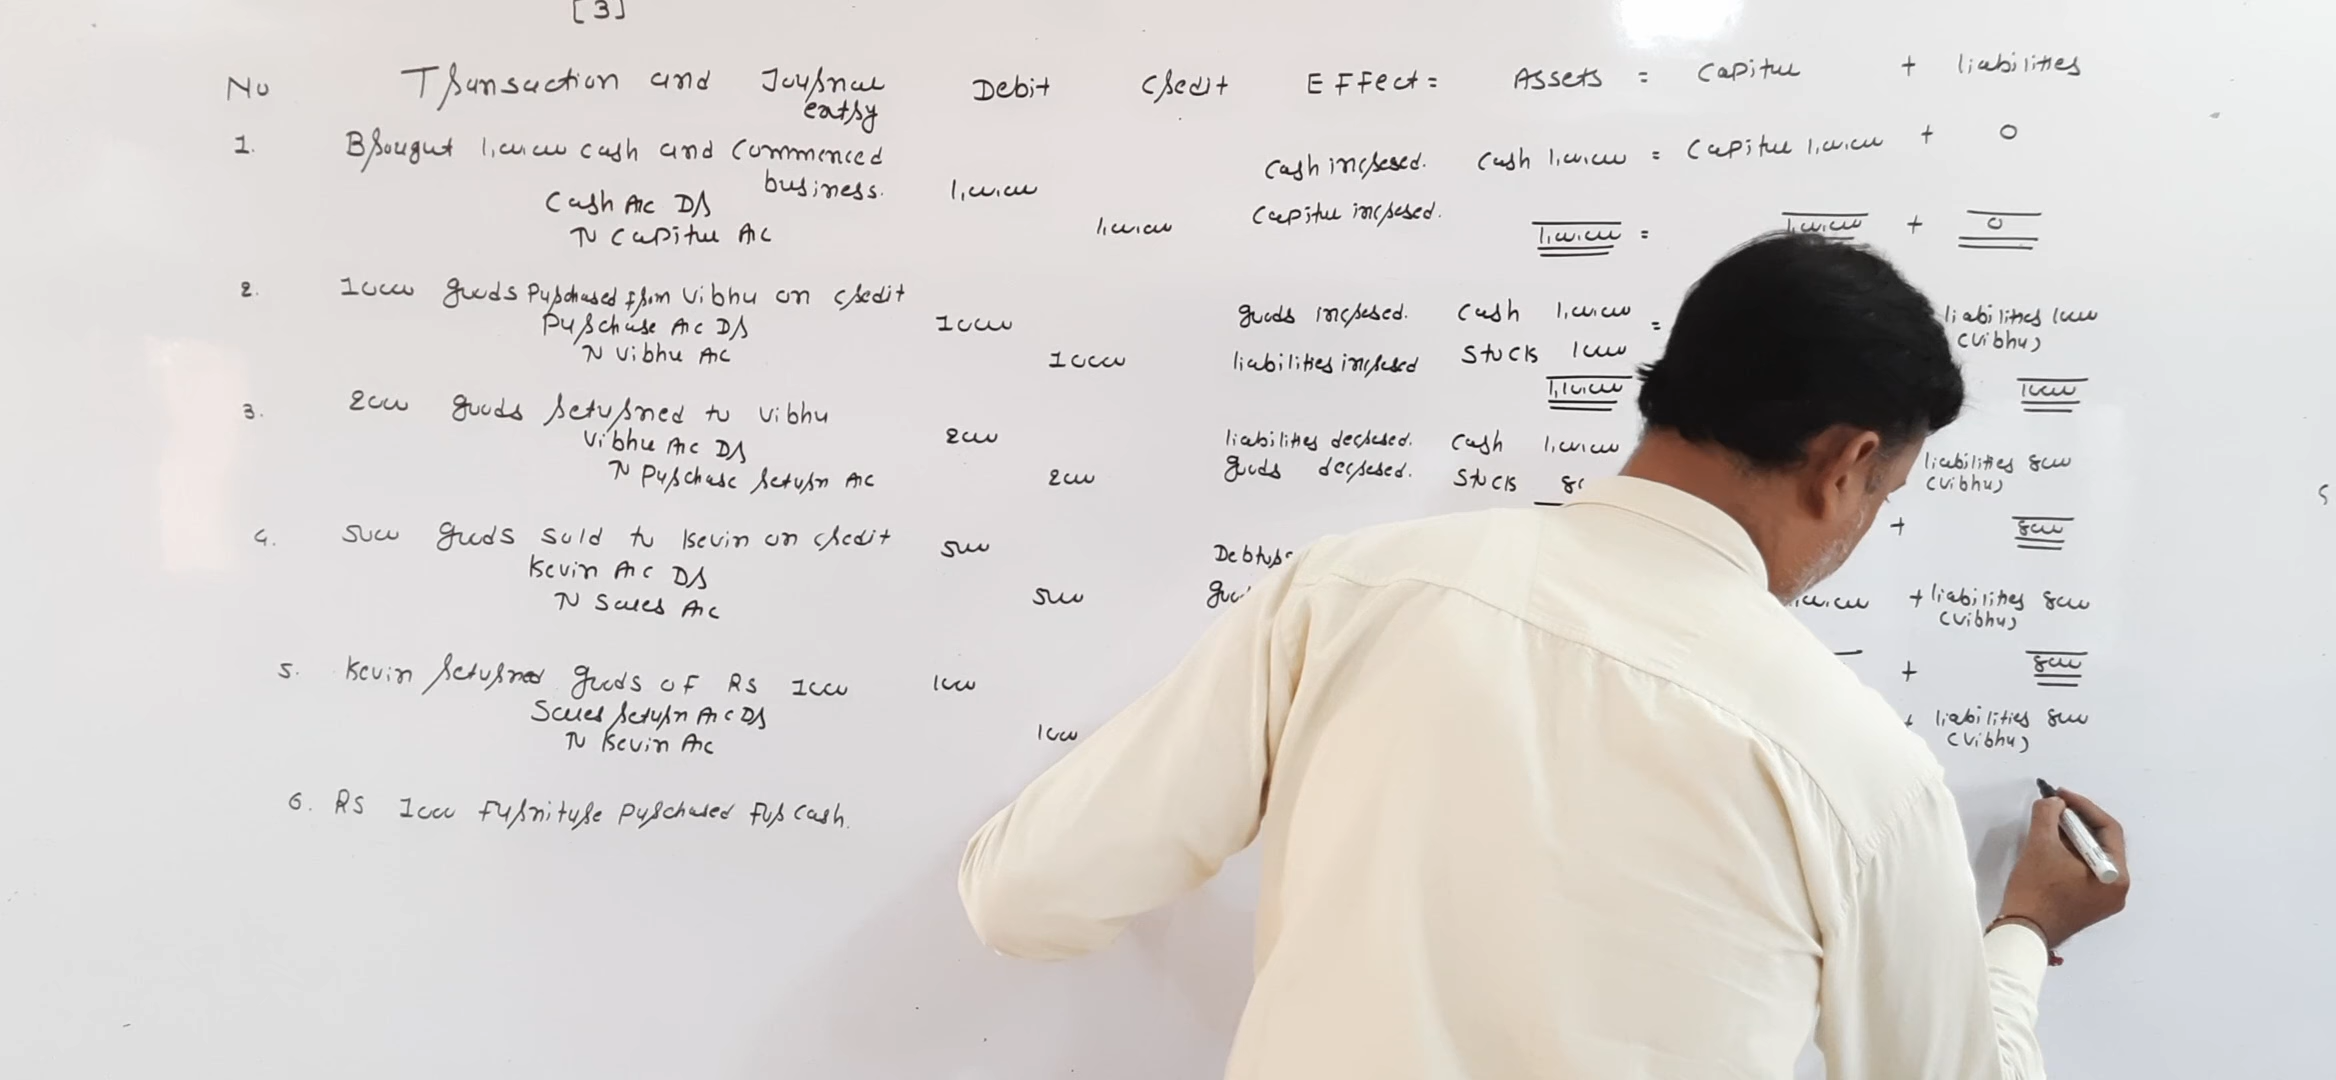 [3]
No Transaction and Journal entry Debit Credit Effect = Assets = Capital + liabilities
1. Brought 1,00,000 cash and Commenced business.
Cash A/c Dr 1,00,000
To Capital A/c 1,00,000
Cash incresed. Cash 1,00,000 = Capital 1,00,000 + 0
Capital incresed.
1,00,000 = 1,00,000 + 0
2. 10000 goods purchased from Vibhu on credit
Purchase A/c Dr 10000
To Vibhu A/c 10000
goods incresed. Cash 1,00,000 = liabilities 10000
(Vibhu)
liabilities incresed Stock 10000
1,10,000 10000
3. 2000 goods returned to Vibhu
Vibhu A/c Dr 2000
To Purchase return A/c 2000
liabilities decresed. Cash 1,00,000 liabilities 8000
(Vibhu)
goods decresed. Stock
+ 8000
4. 5000 goods sold to Kevin on credit 5000
Kevin A/c Dr
To Sales A/c 5000
+ liabilities 8000
(Vibhu)
+ 8000
5. Kevin returned goods of RS 1000 1000
Sales return A/c Dr
To Kevin A/c 1000
+ liabilities 8000
(Vibhu)
6. RS 1000 Furniture purchased For cash.